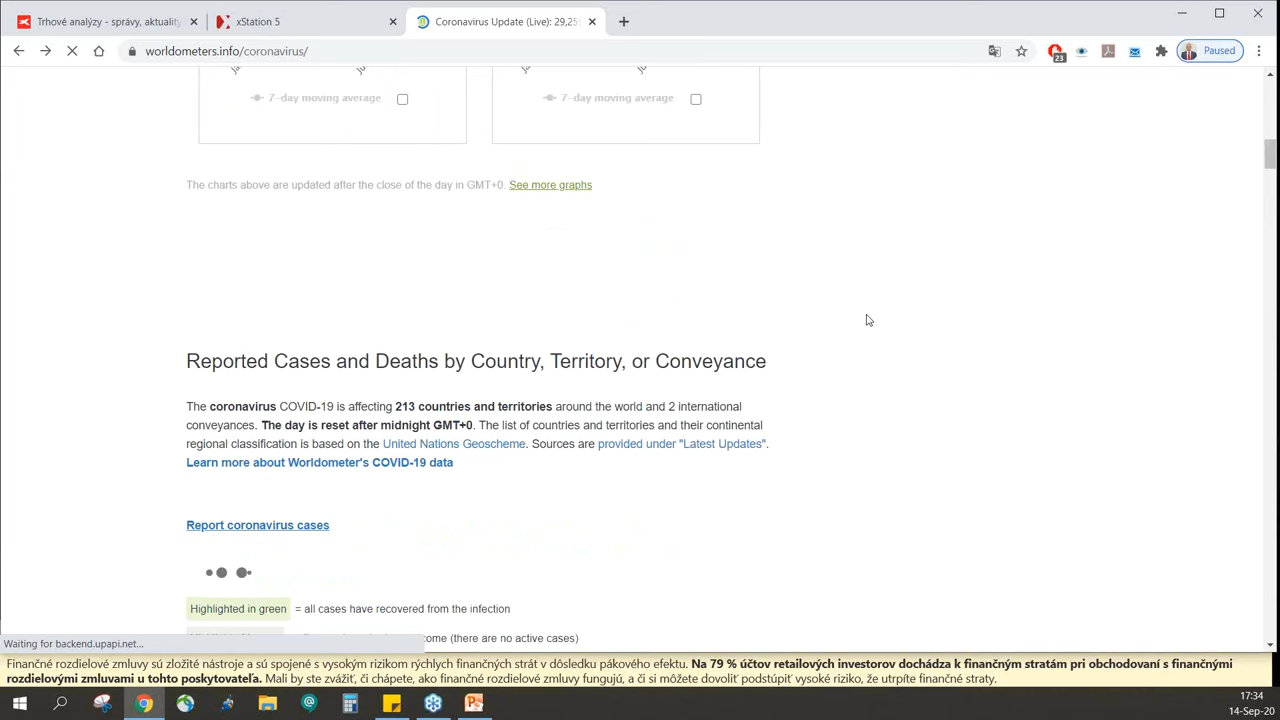 Trhové analýzy - správy, aktuality
xStation 5
Coronavirus Update (Live): 29,25
worldometers.info/coronavirus/
23
Paused
7-day moving average
7-day moving average
The charts above are updated after the close of the day in GMT+0. See more graphs
Reported Cases and Deaths by Country, Territory, or Conveyance
The coronavirus COVID-19 is affecting 213 countries and territories around the world and 2 international
conveyances. The day is reset after midnight GMT+0. The list of countries and territories and their continental
regional classification is based on the United Nations Geoscheme. Sources are provided under "Latest Updates".
Learn more about Worldometer's COVID-19 data
Report coronavirus cases
Highlighted in green = all cases have recovered from the infection
come (there are no active cases)
Waiting for backend.upapi.net...
Finančné rozdielové zmluvy sú zložité nástroje a sú spojené s vysokým rizikom rýchlych finančných strát v dôsledku pákového efektu. Na 79 % účtov retailových investorov dochádza k finančným stratám pri obchodovaní s finančnými
rozdielovými zmluvami u tohto poskytovateľa. Mali by ste zvážiť, či chápete, ako finančné rozdielové zmluvy fungujú, a či si môžete dovoliť podstúpiť vysoké riziko, že utrpíte finančné straty.
17:34
14-Sep-20